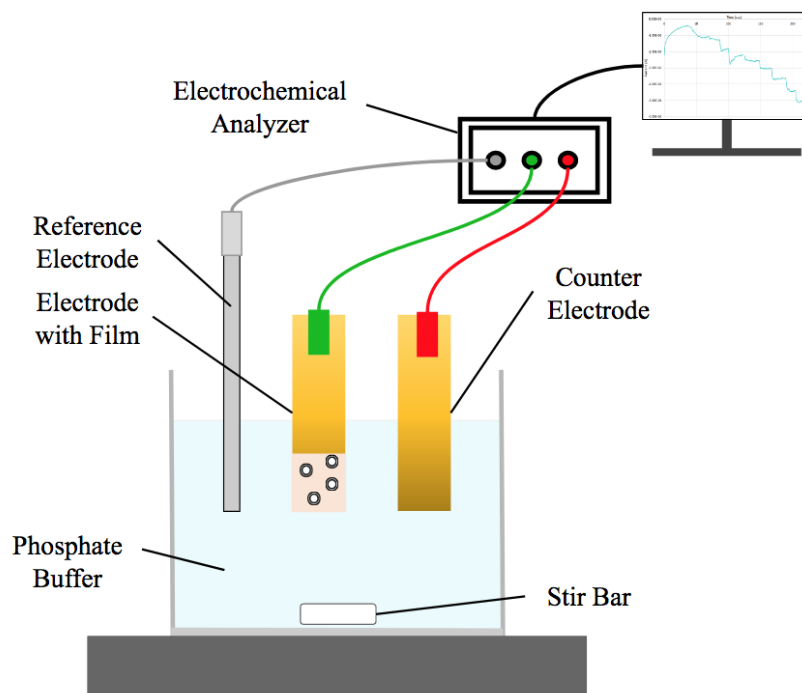 Electrochemical
Analyzer
Reference
Electrode
Electrode
with Film
Counter
Electrode
Phosphate
Buffer
Stir Bar